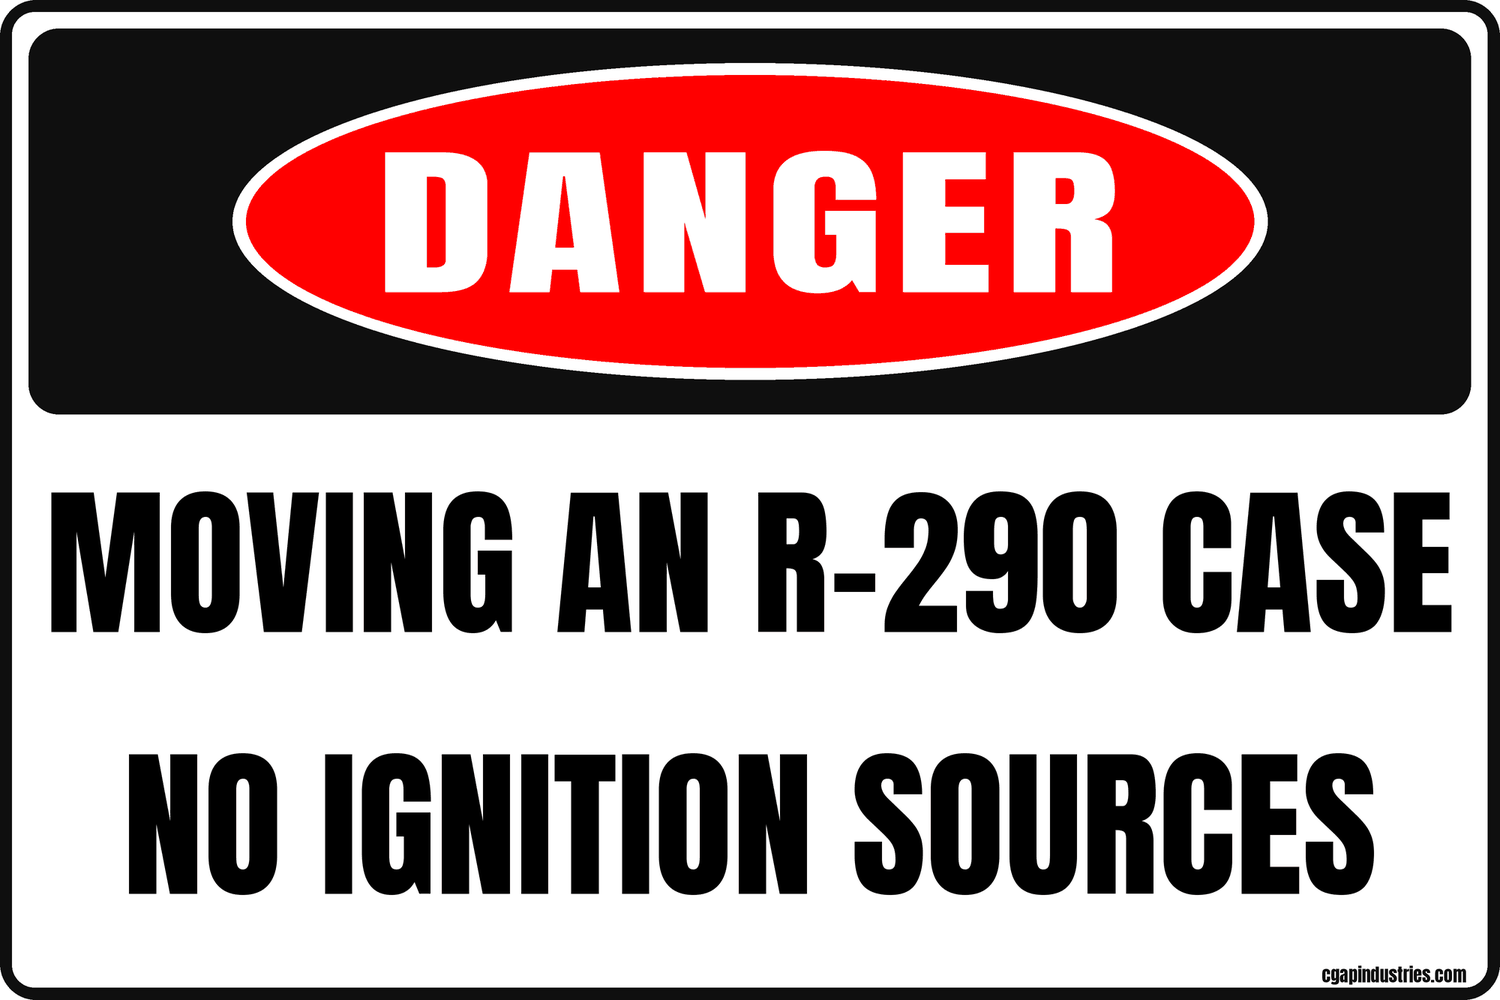 DANGER
MOVING AN R-290 CASE
NO IGNITION SOURCES
cgapindustries.com